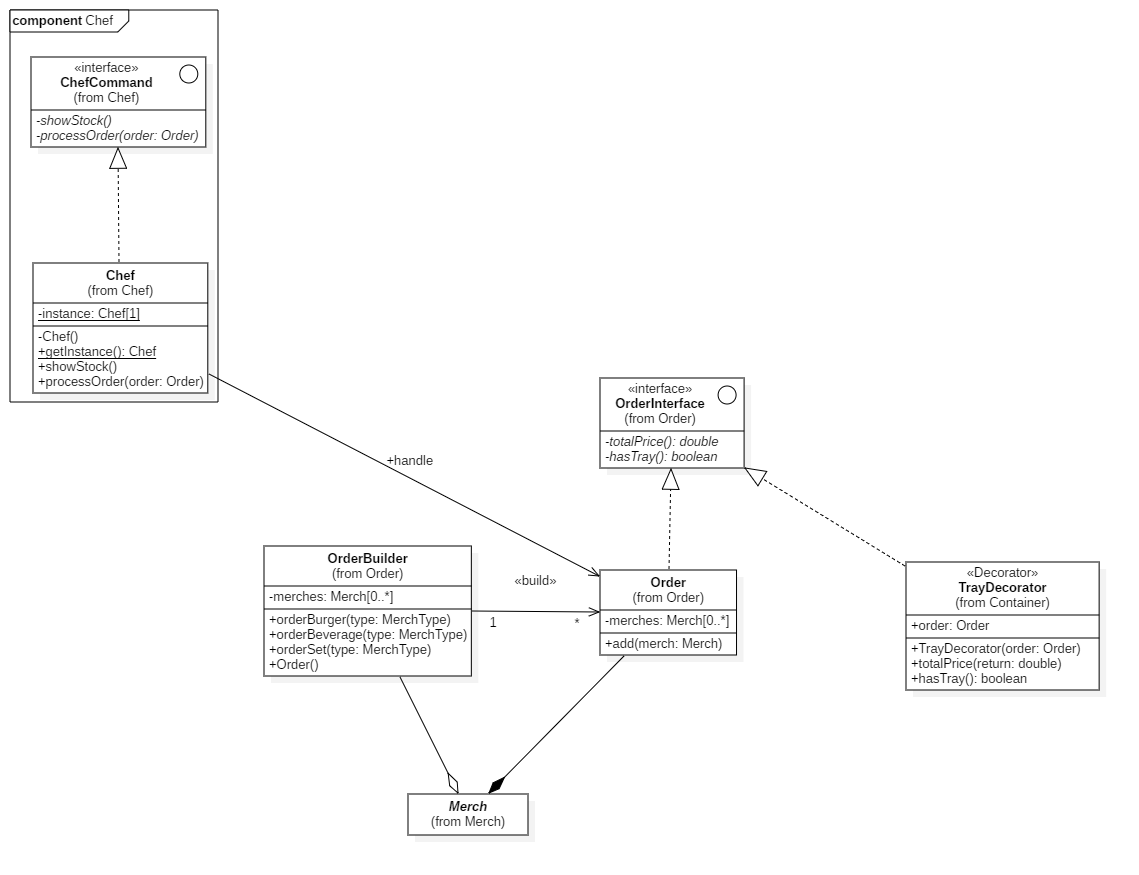 component Chef
«interface»
ChefCommand
(from Chef)
-showStock()
-processOrder(order: Order)
Chef
(from Chef)
-instance: Chef[1]
-Chef()
+getInstance(): Chef
+showStock()
+processOrder(order: Order)
+handle
«interface»
OrderInterface
(from Order)
-totalPrice(): double
-hasTray(): boolean
OrderBuilder
(from Order)
-merches: Merch[0..*]
+orderBurger(type: MerchType)
+orderBeverage(type: MerchType)
+orderSet(type: MerchType)
+Order()
«build»
1
*
Order
(from Order)
-merches: Merch[0..*]
+add(merch: Merch)
«Decorator»
TrayDecorator
(from Container)
+order: Order
+TrayDecorator(order: Order)
+totalPrice(return: double)
+hasTray(): boolean
Merch
(from Merch)